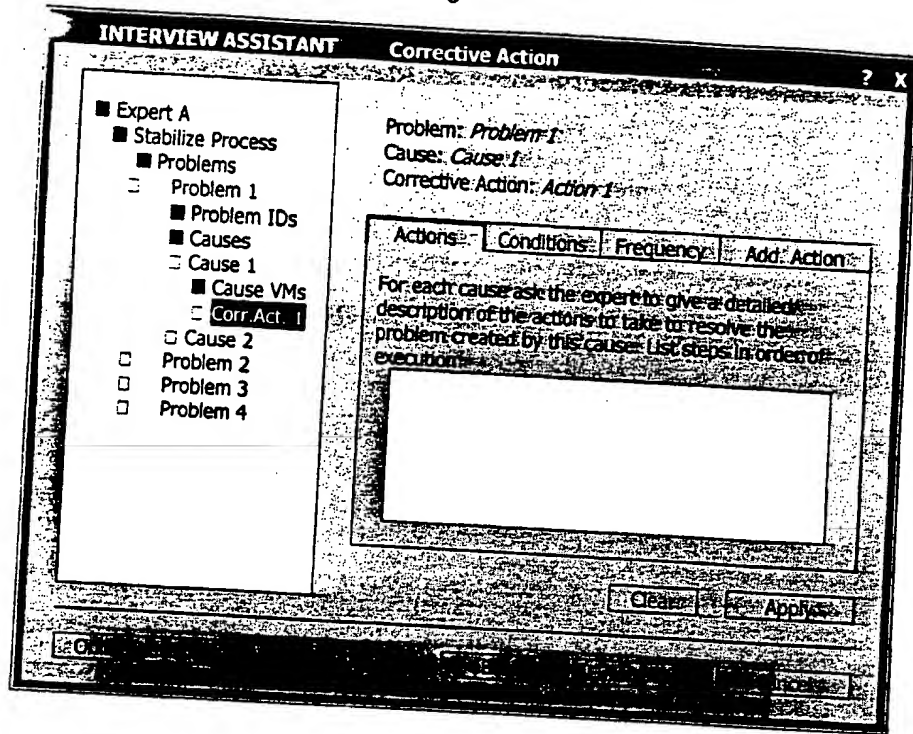 INTERVIEW ASSISTANT Corrective Action
? X
Expert A
Stabilize Process
Problems
Problem 1
Problem IDs
Causes
Cause 1
Cause VMs
Corr.Act. 1
Cause 2
Problem 2
Problem 3
Problem 4
Problem: Problem 1
Cause: Cause 1
Corrective Action: Action 1
Actions Conditions Frequency Add. Action
For each cause ask the expert to give a detailed
description of the actions to take to resolve the
problem created by this cause. List steps in order of
execution
Clear Apply